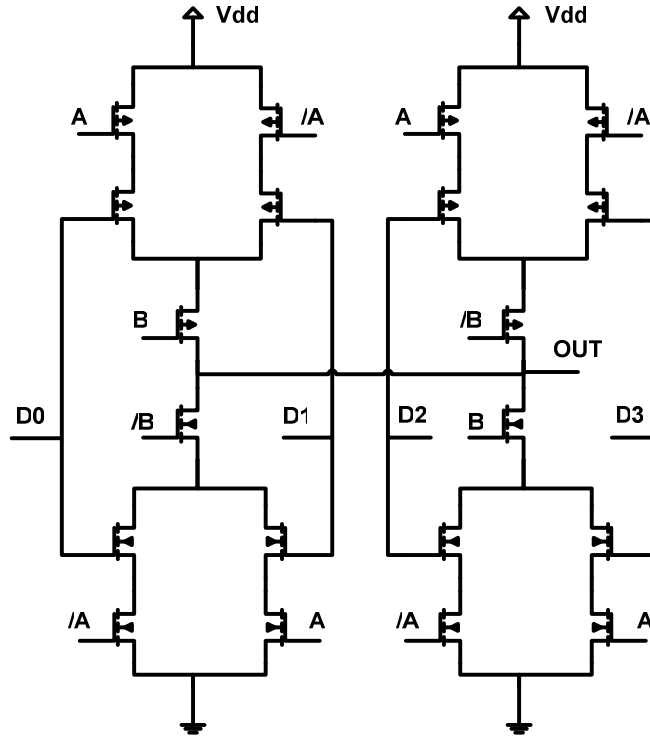 Vdd Vdd
A /A A /A
B /B
OUT
D0 /B D1 D2 B D3
/A A /A A